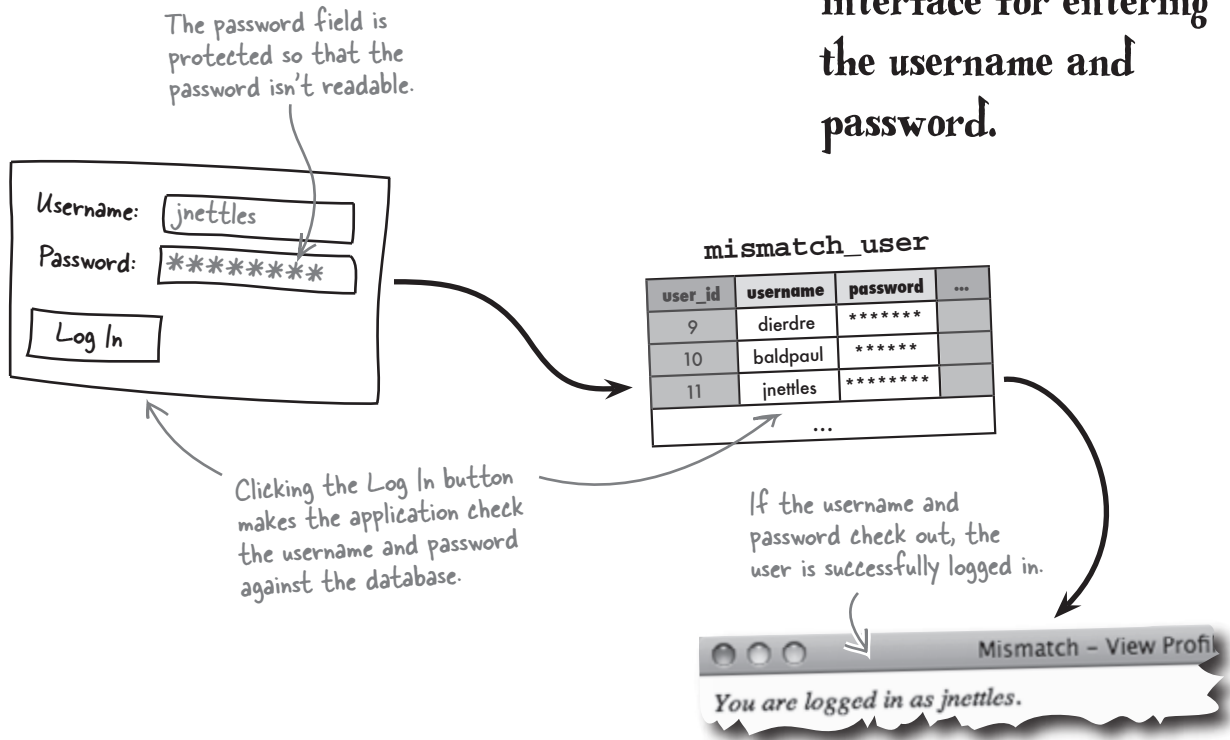 interface for entering
the username and
password.
The password field is
protected so that the
password isn't readable.
Username: jnettles
Password: ********
Log In
mismatch_user
user_id username password ...
9 dierdre *******
10 baldpaul ******
11 jnettles ********
...
Clicking the Log In button
makes the application check
the username and password
against the database.
If the username and
password check out, the
user is successfully logged in.
Mismatch - View Profil
You are logged in as jnettles.